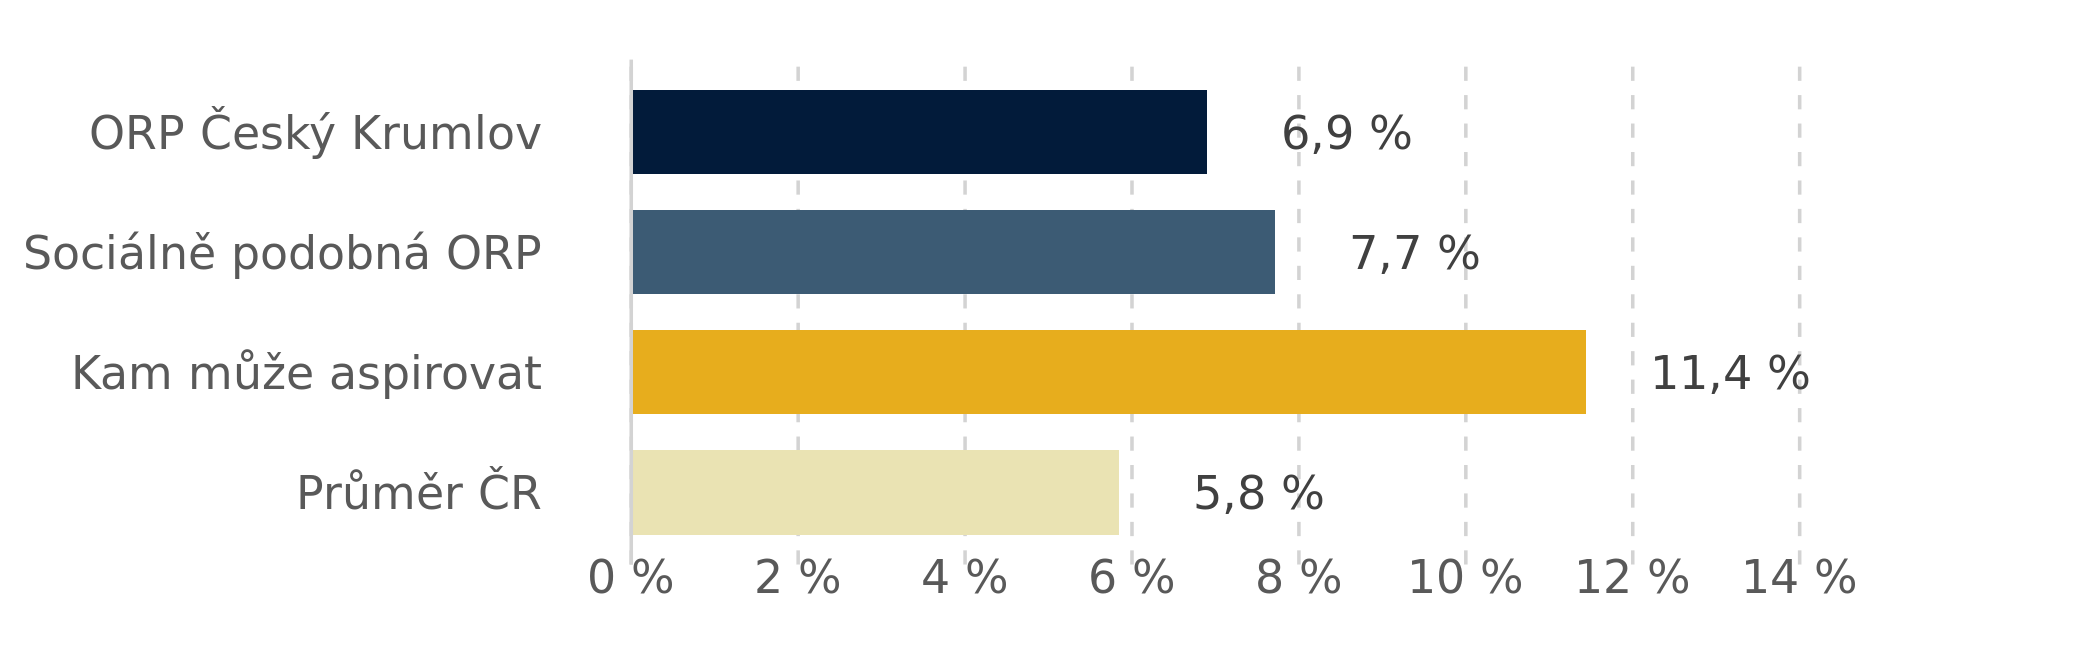 ORP Český Krumlov
6,9 %
Sociálně podobná ORP
7,7 %
Kam může aspirovat
11,4 %
Průměr ČR
5,8 %
0 % 2 % 4 % 6 % 8 % 10 % 12 % 14 %